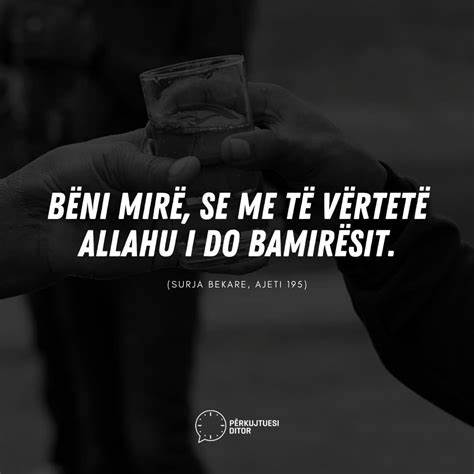 BËNI MIRË, SE ME TË VËRTETË
ALLAHU I DO BAMIRËSIT.
(SURJA BEKARE, AJETI 195)
PËRKUJTUESI
DITOR